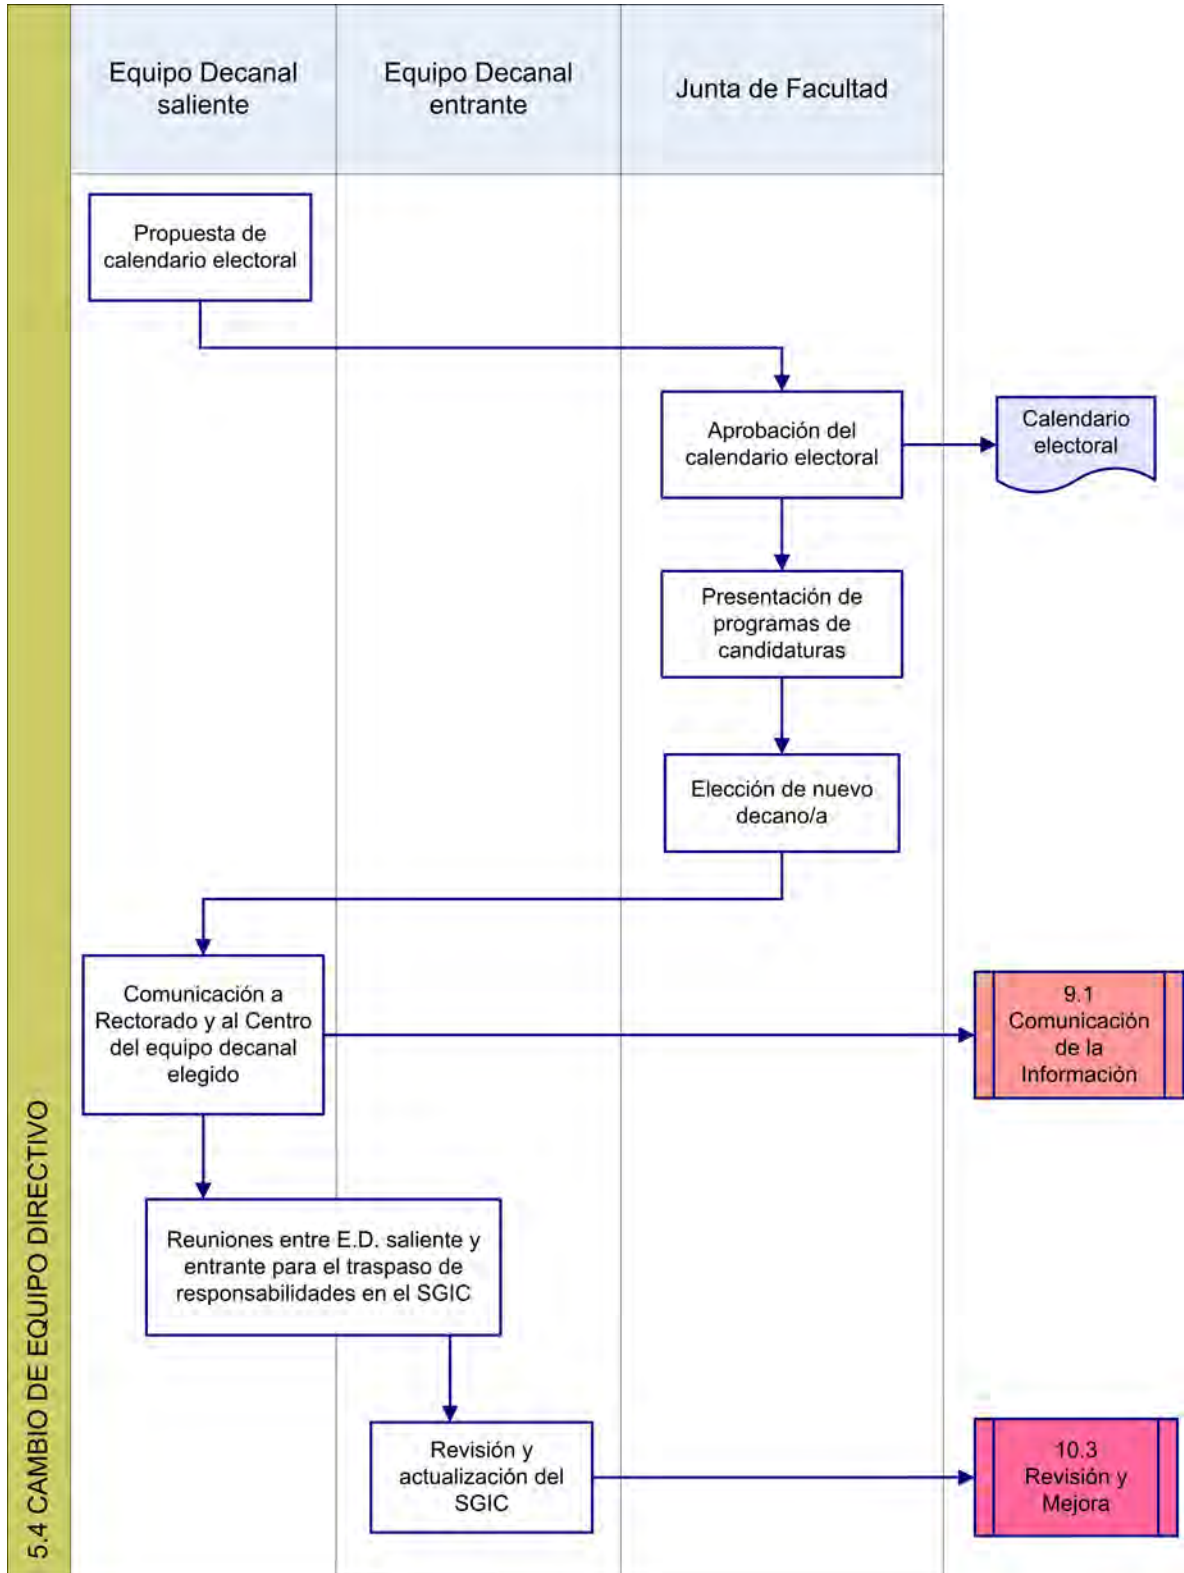 5.4 CAMBIO DE EQUIPO DIRECTIVO
Equipo Decanal
saliente
Equipo Decanal
entrante
Junta de Facultad
Propuesta de
calendario electoral
Aprobación del
calendario electoral
Calendario
electoral
Presentación de
programas de
candidaturas
Elección de nuevo
decano/a
Comunicación a
Rectorado y al Centro
del equipo decanal
elegido
9.1
Comunicación
de la
Información
Reuniones entre E.D. saliente y
entrante para el traspaso de
responsabilidades en el SGIC
Revisión y
actualización del
SGIC
10.3
Revisión y
Mejora